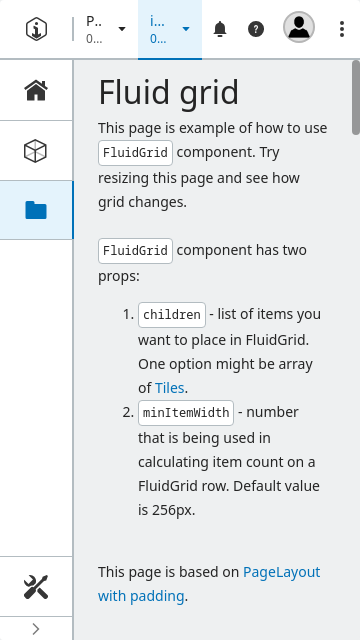 P..
0...
i...
0...
Fluid grid
This page is example of how to use
FluidGrid component. Try
resizing this page and see how
grid changes.
FluidGrid component has two
props:
1. children - list of items you
want to place in FluidGrid.
One option might be array
of Tiles.
2. minItemWidth - number
that is being used in
calculating item count on a
FluidGrid row. Default value
is 256px.
This page is based on PageLayout
with padding.